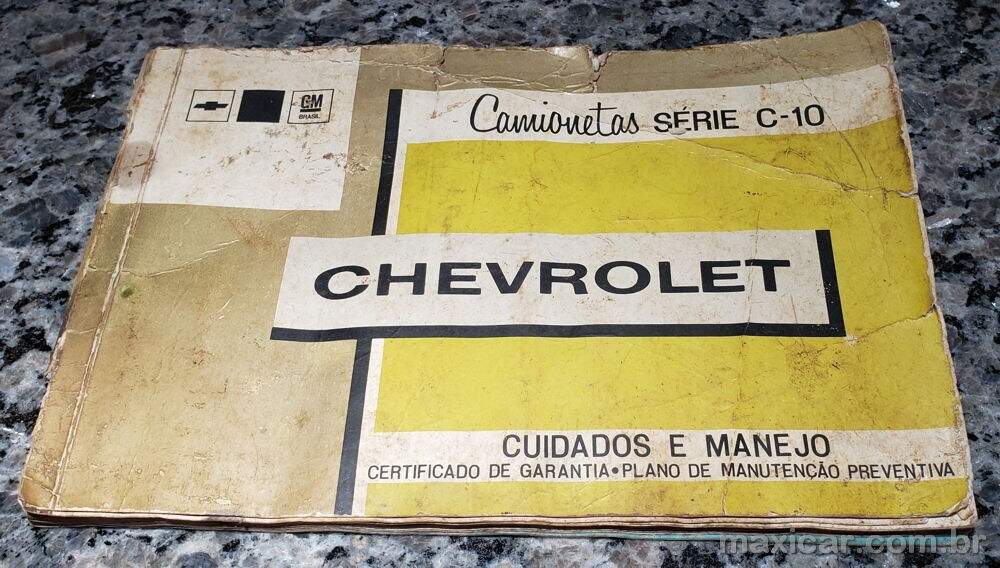 GM
BRASIL
Camionetas SÉRIE C-10
CHEVROLET
CUIDADOS E MANEJO
CERTIFICADO DE GARANTIA • PLANO DE MANUTENÇÃO PREVENTIVA
maxicar.com.br